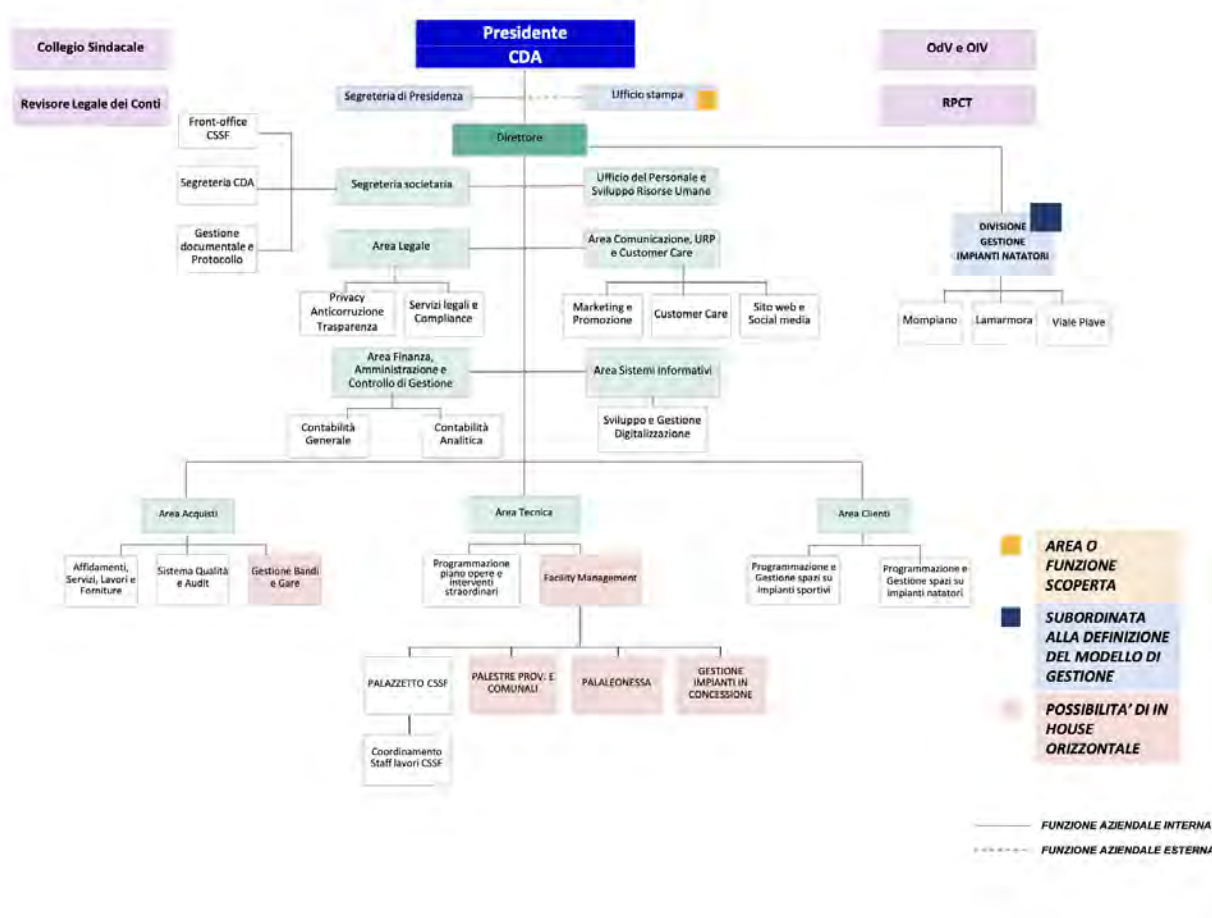 Presidente
CDA
Collegio Sindacale
OdV e OIV
Revisore Legale dei Conti
Segreteria di Presidenza
Ufficio stampa
RPCT
Front-office
CSSF
Direttore
Segreteria CDA
Segreteria societaria
Ufficio del Personale e
Sviluppo Risorse Umane
Gestione
documentale e
Protocollo
Area Legale
Area Comunicazione, URP
e Customer Care
DIVISIONE
GESTIONE
IMPIANTI NATATORI
Privacy
Anticorruzione
Trasparenza
Servizi legali e
Compliance
Marketing e
Promozione
Customer Care
Sito web e
Social media
Mompiano
Lamarmora
Viale Piave
Area Finanza,
Amministrazione e
Controllo di Gestione
Area Sistemi Informativi
Contabilità
Generale
Contabilità
Analitica
Sviluppo e Gestione
Digitalizzazione
Area Acquisti
Area Tecnica
Area Clienti
Affidamenti,
Servizi, Lavori e
Forniture
Sistema Qualità
e Audit
Gestione Bandi
e Gare
Programmazione
piano opere e
interventi
straordinari
Facility Management
Programmazione e
Gestione spazi su
impianti sportivi
Programmazione e
Gestione spazi su
impianti natatori
PALAZZETTO CSSF
PALESTRE PROV. E
COMUNALI
PALALEONESSA
GESTIONE
IMPIANTI IN
CONCESSIONE
Coordinamento
Staff lavori CSSF
AREA O
FUNZIONE
SCOPERTA
SUBORDINATA
ALLA DEFINIZIONE
DEL MODELLO DI
GESTIONE
POSSIBILITA' DI IN
HOUSE
ORIZZONTALE
FUNZIONE AZIENDALE INTERNA
FUNZIONE AZIENDALE ESTERNA